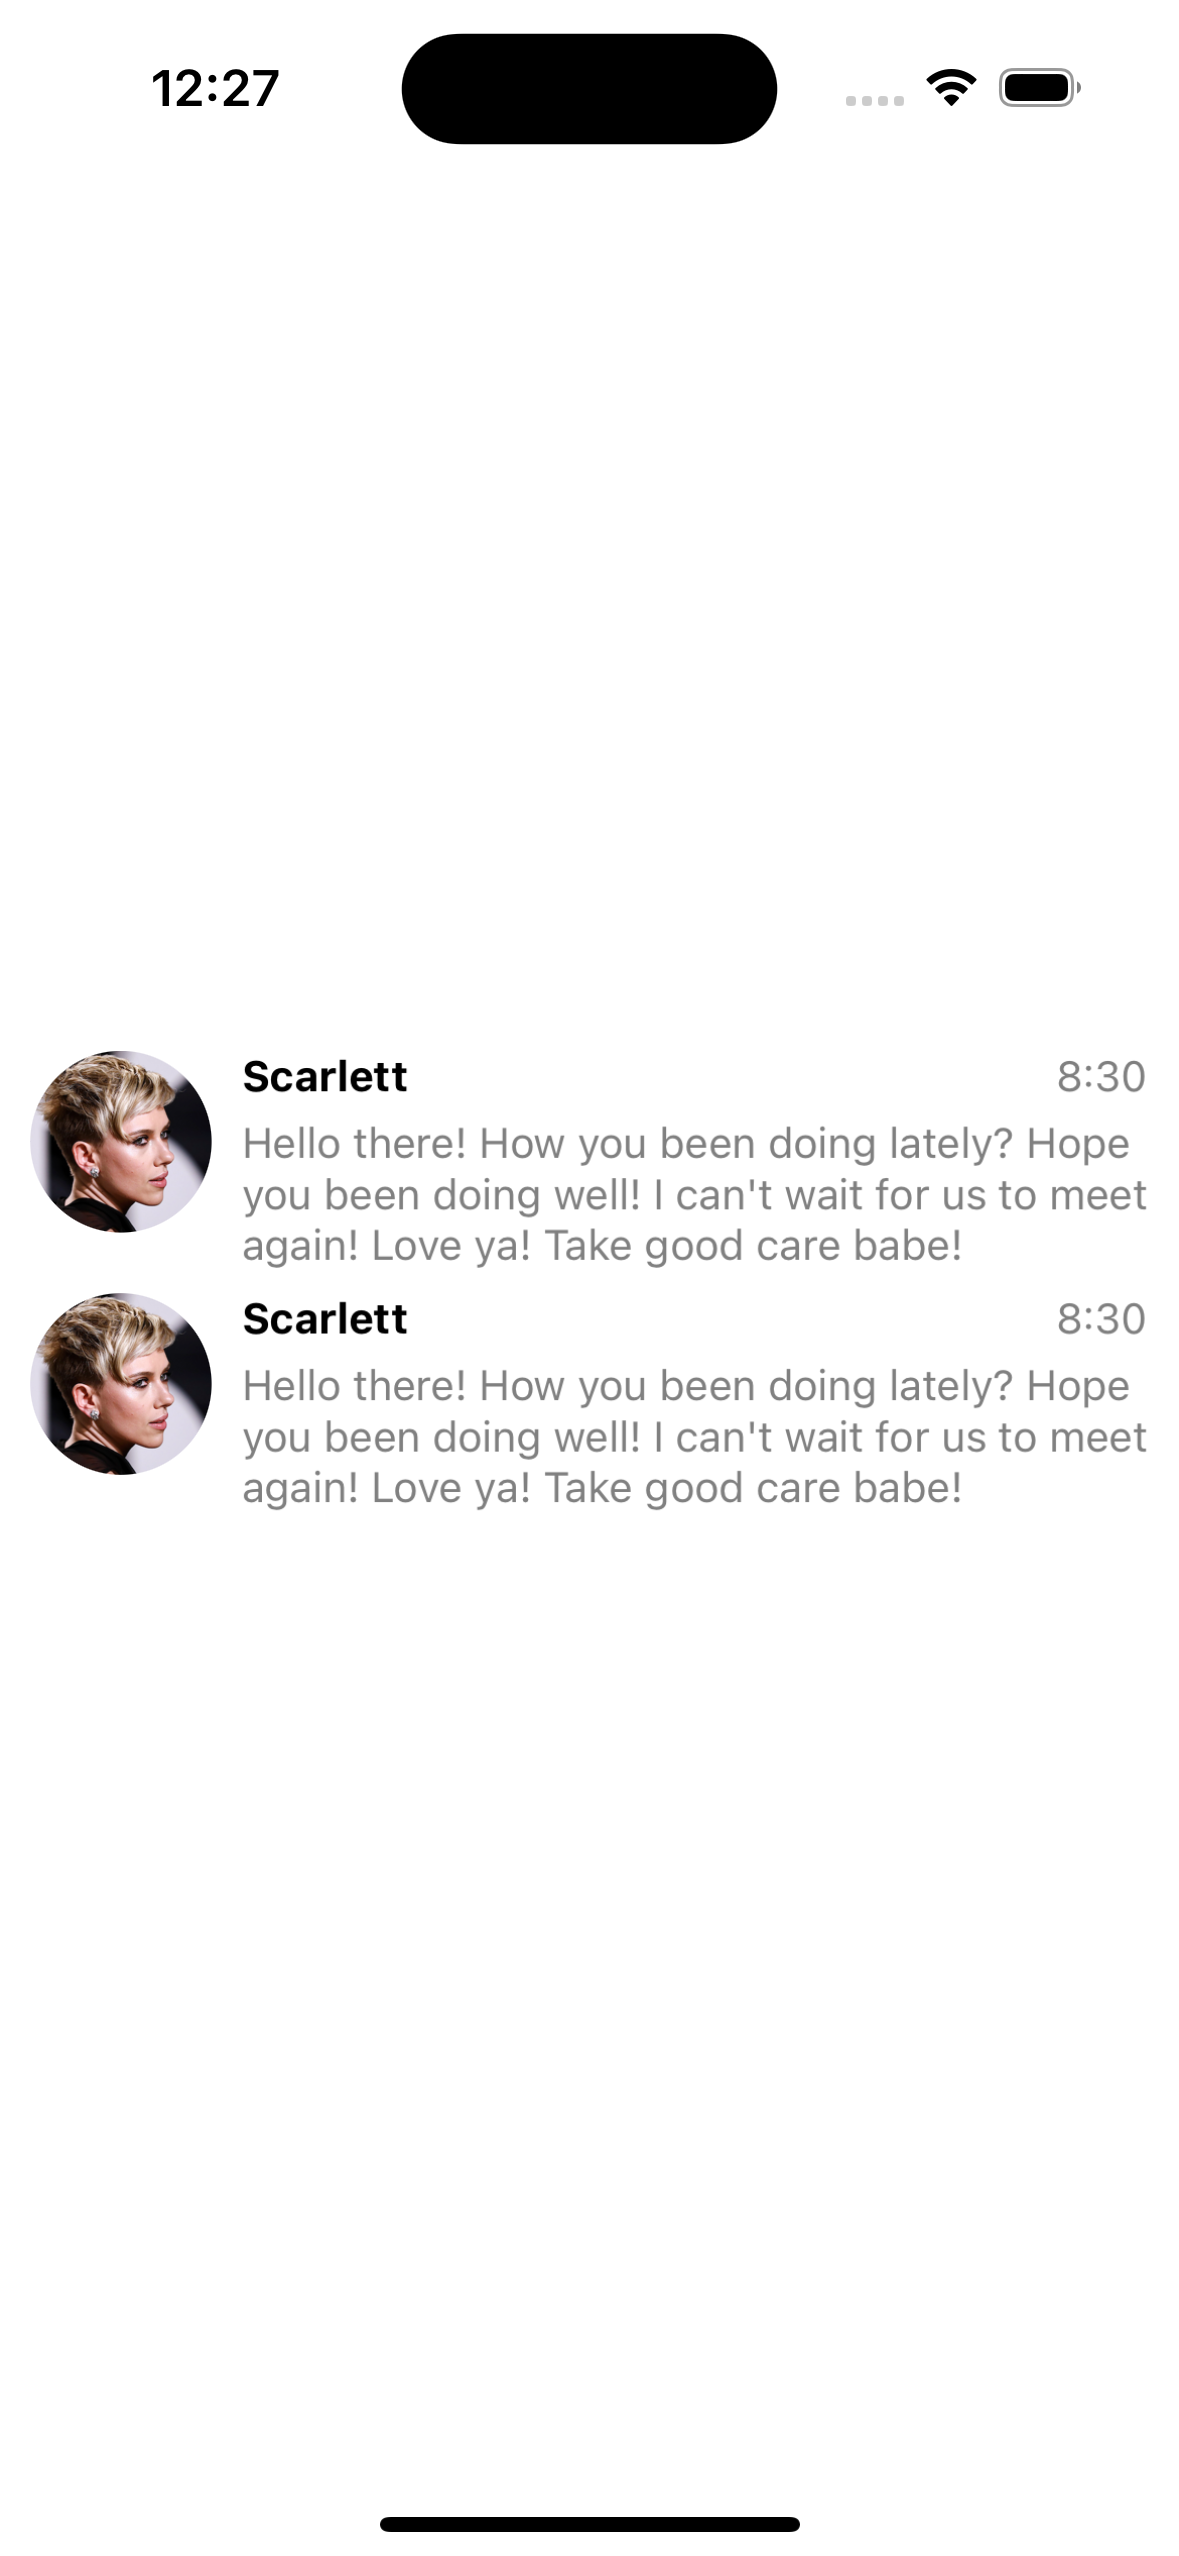 12:27
Scarlett 8:30
Hello there! How you been doing lately? Hope
you been doing well! I can't wait for us to meet
again! Love ya! Take good care babe!
Scarlett 8:30
Hello there! How you been doing lately? Hope
you been doing well! I can't wait for us to meet
again! Love ya! Take good care babe!